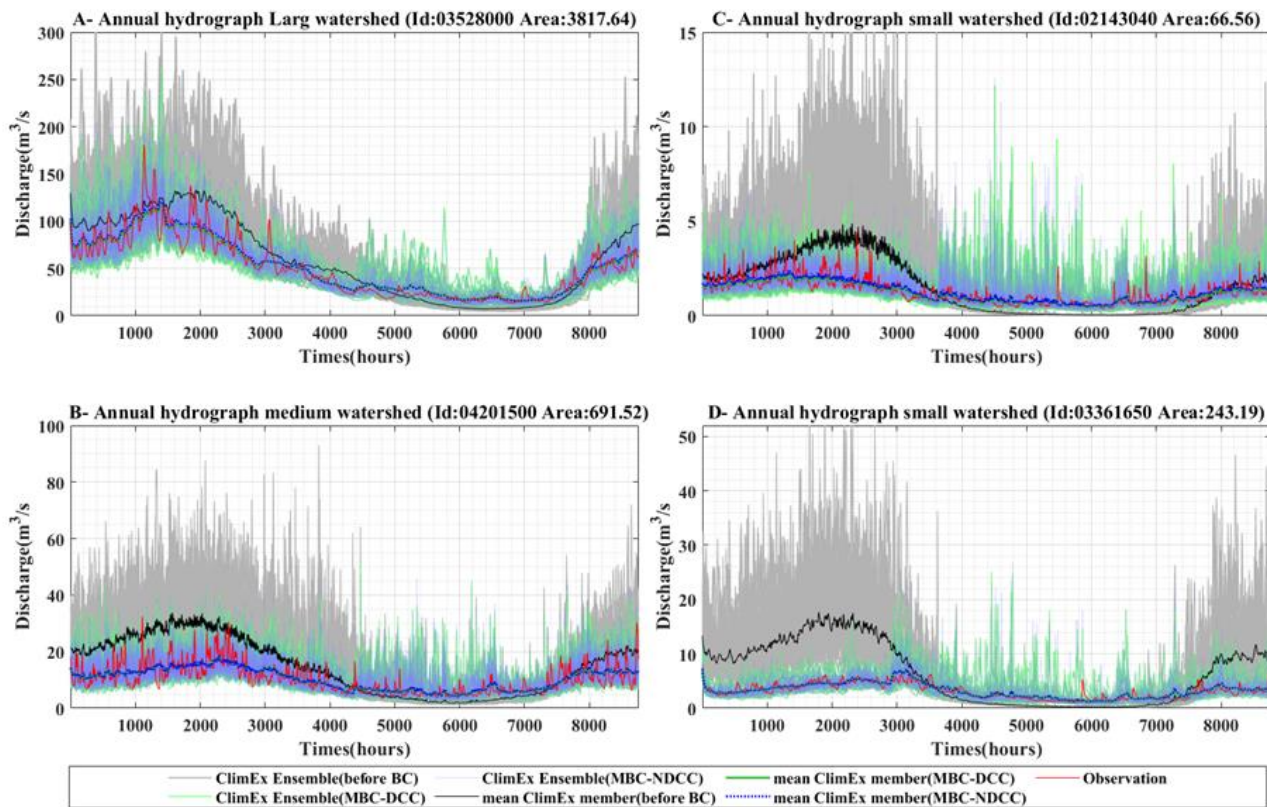 A- Annual hydrograph Larg watershed (Id:03528000 Area:3817.64)
300
250
200
150
100
50
0
Discharge(m³/s
1000 2000 3000 4000 5000 6000 7000 8000
Times(hours)
C- Annual hydrograph small watershed (Id:02143040 Area:66.56)
15
10
5
0
Discharge(m³/s
1000 2000 3000 4000 5000 6000 7000 8000
Times(hours)
B- Annual hydrograph medium watershed (Id:04201500 Area:691.52)
100
80
60
40
20
0
Discharge(m³/s
1000 2000 3000 4000 5000 6000 7000 8000
Times(hours)
D- Annual hydrograph small watershed (Id:03361650 Area:243.19)
50
40
30
20
10
0
Discharge(m³/s
1000 2000 3000 4000 5000 6000 7000 8000
Times(hours)
ClimEx Ensemble(before BC) ClimEx Ensemble(MBC-NDCC) mean ClimEx member(MBC-DCC) Observation
ClimEx Ensemble(MBC-DCC) mean ClimEx member(before BC) mean ClimEx member(MBC-NDCC)